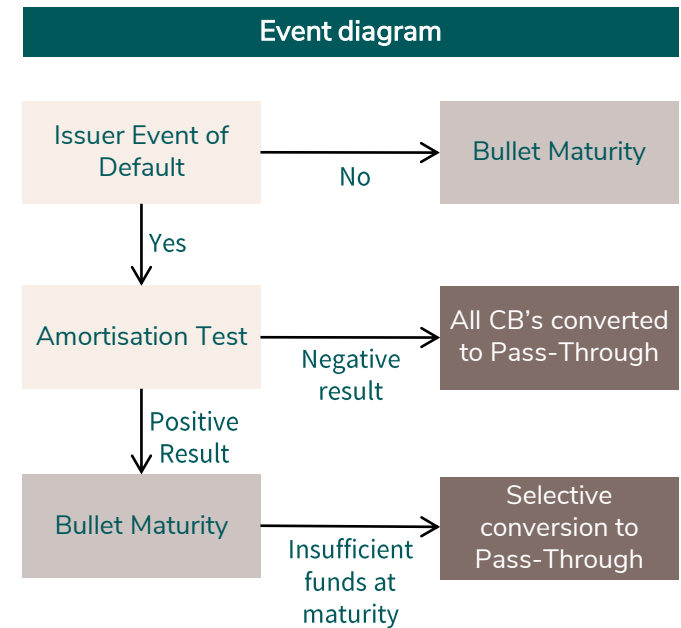 Event diagram
Issuer Event of
Default
No
Bullet Maturity
Yes
Amortisation Test
Negative
result
All CB's converted
to Pass-Through
Positive
Result
Bullet Maturity
Insufficient
funds at
maturity
Selective
conversion to
Pass-Through